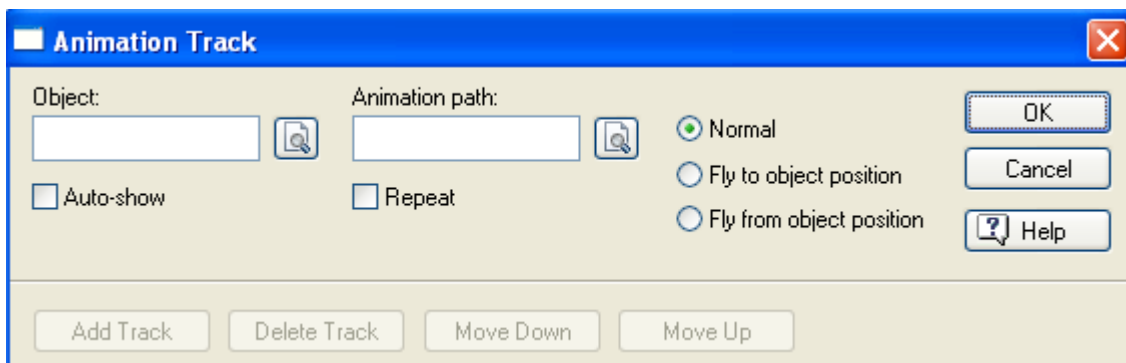 Animation Track
Object:
Animation path:
Auto-show
Repeat
Normal
Fly to object position
Fly from object position
OK
Cancel
Help
Add Track
Delete Track
Move Down
Move Up